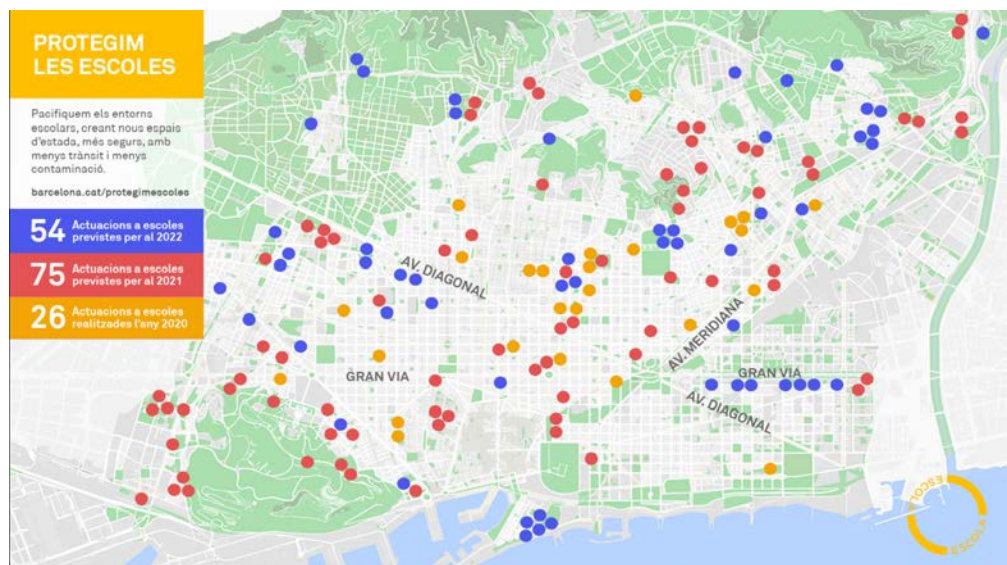 PROTEGIM
LES ESCOLES
Pacifiquem els entorns
escolars, creant nous espais
d'estada, més segurs, amb
menys trànsit i menys
contaminació.
barcelona.cat/protegimescoles
54 Actuacions a escoles
previstes per al 2022
75 Actuacions a escoles
previstes per al 2021
26 Actuacions a escoles
realitzades l'any 2020
AV. DIAGONAL
AV. MERIDIANA
GRAN VIA
GRAN VIA
AV. DIAGONAL
ESCOLA
ESCOLA